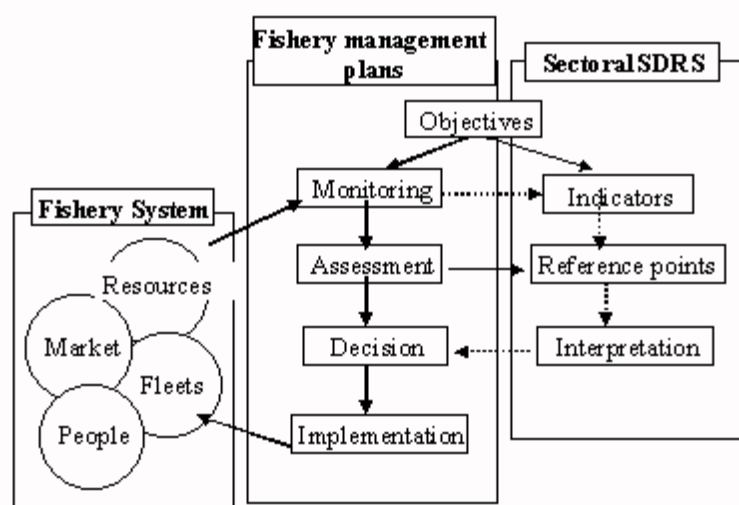 Fishery management
plans
Sectoral SDRS
Objectives
Monitoring
Indicators
Fishery System
Assessment
Reference points
Resources
Market
Decision
Interpretation
Fleets
People
Implementation